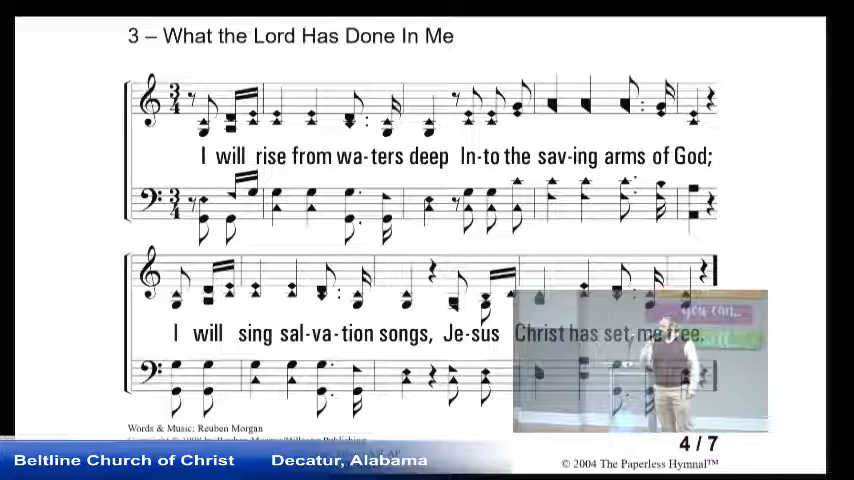 3 – What the Lord Has Done In Me
I will rise from wa-ters deep In-to the sav-ing arms of God;
I will sing sal-va-tion songs, Je-sus Christ has set me free.
you can...
Words & Music: Reuben Morgan
4 / 7
Beltline Church of Christ Decatur, Alabama
© 2004 The Paperless Hymnal™